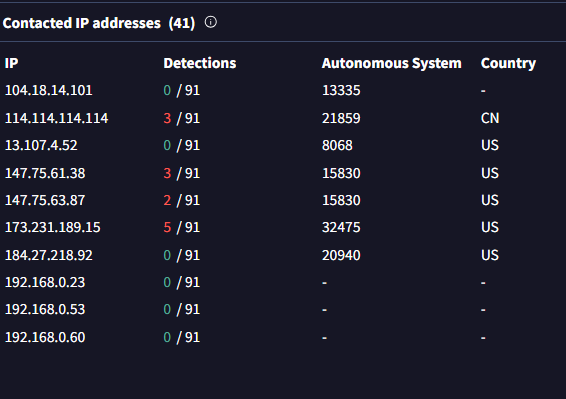 Contacted IP addresses (41)
IP Detections Autonomous System Country
104.18.14.101 0 / 91 13335 -
114.114.114.114 3 / 91 21859 CN
13.107.4.52 0 / 91 8068 US
147.75.61.38 3 / 91 15830 US
147.75.63.87 2 / 91 15830 US
173.231.189.15 5 / 91 32475 US
184.27.218.92 0 / 91 20940 US
192.168.0.23 0 / 91 - -
192.168.0.53 0 / 91 - -
192.168.0.60 0 / 91 - -